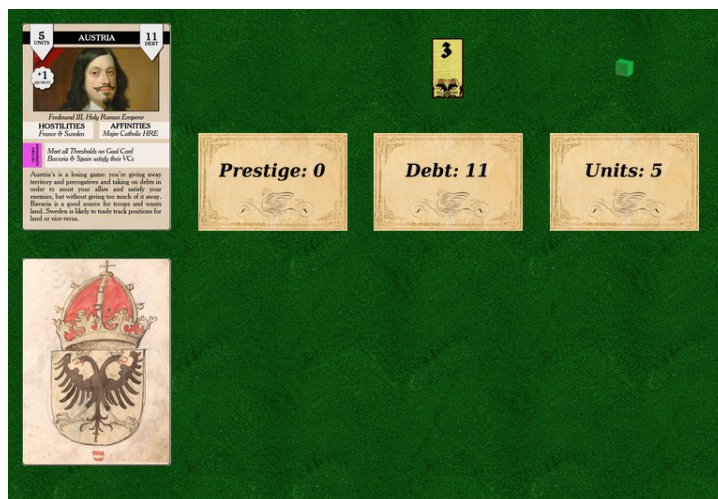 5
UNITS
AUSTRIA
11
DEBT
+1
Ferdinand III, Holy Roman Emperor
HOSTILITIES
France & Sweden
AFFINITIES
Major Catholic HRE
Meet all Thresholds on Goal Card
Bavaria & Spain satisfy their VCs
Austria's is a losing game: you're giving away
territory and perrogatives and taking on debts in
order to assist your allies and satisfy your
enemies, but without giving too much of it away.
Bavaria is a good source for troops and wants
land. Sweden is likely to trade track positions for
land or vice-versa.
3
Prestige: 0
Debt: 11
Units: 5